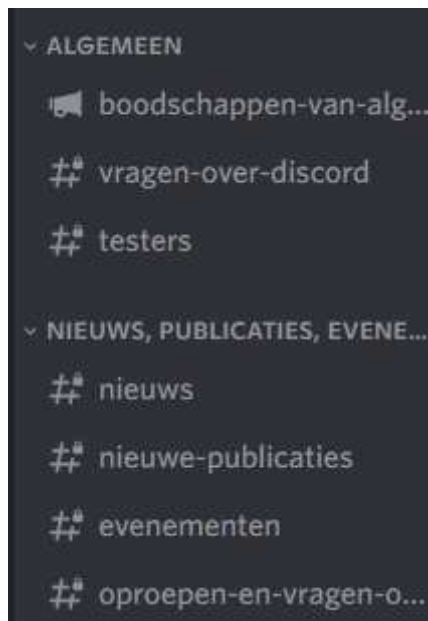 ALGEMEEN
boodschappen-van-alg...
vragen-over-discord
testers
NIEUWS, PUBLICATIES, EVENE...
nieuws
nieuwe-publicaties
evenementen
oproepen-en-vragen-o...